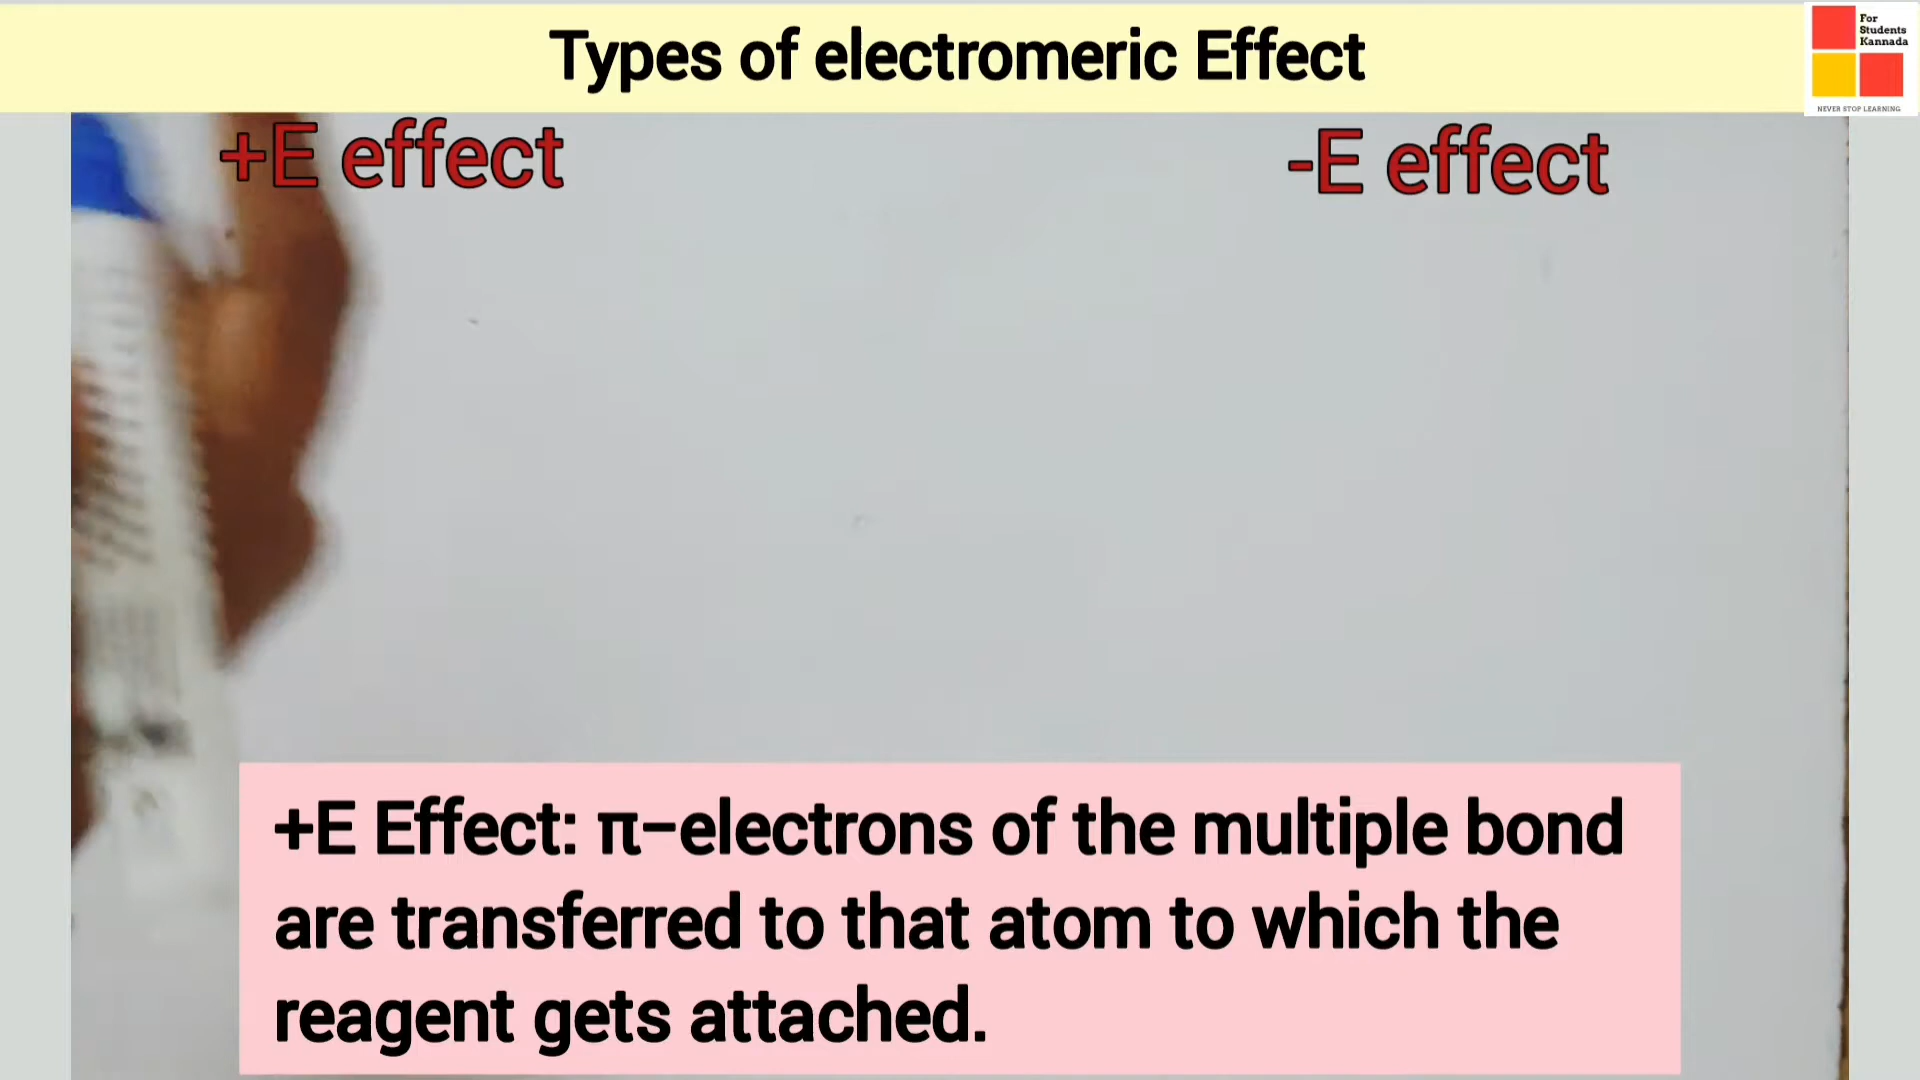 Types of electromeric Effect
For
Students
Kannada
NEVER STOP LEARNING
+E effect
-E effect
+E Effect: π-electrons of the multiple bond
are transferred to that atom to which the
reagent gets attached.